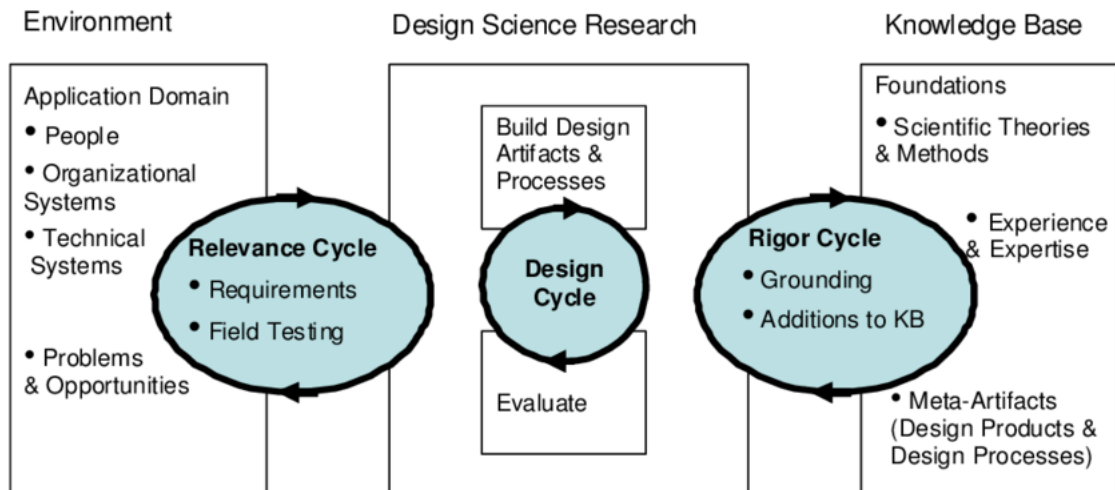 Environment
Design Science Research
Knowledge Base
Application Domain
• People
• Organizational
Systems
• Technical
Systems
• Problems
& Opportunities
Relevance Cycle
• Requirements
• Field Testing
Build Design
Artifacts &
Processes
Design
Cycle
Evaluate
Rigor Cycle
• Grounding
• Additions to KB
Foundations
• Scientific Theories
& Methods
• Experience
& Expertise
• Meta-Artifacts
(Design Products &
Design Processes)